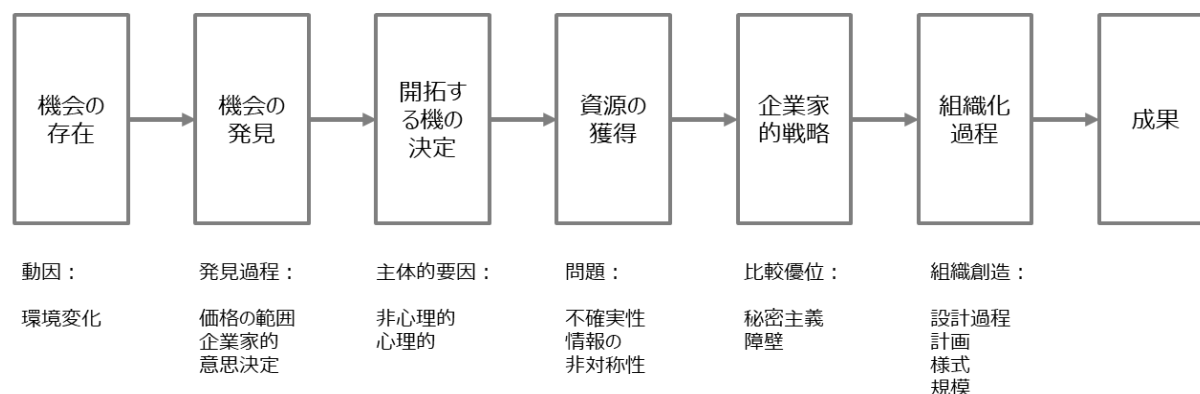 機会の
存在
機会の
発見
開拓す
る機の
決定
資源の
獲得
企業家
的戦略
組織化
過程
成果
動因：
環境変化
発見過程：
価格の範囲
企業家的
意思決定
主体的要因：
非心理的
心理的
問題：
不確実性
情報の
非対称性
比較優位：
秘密主義
障壁
組織創造：
設計過程
計画
様式
規模